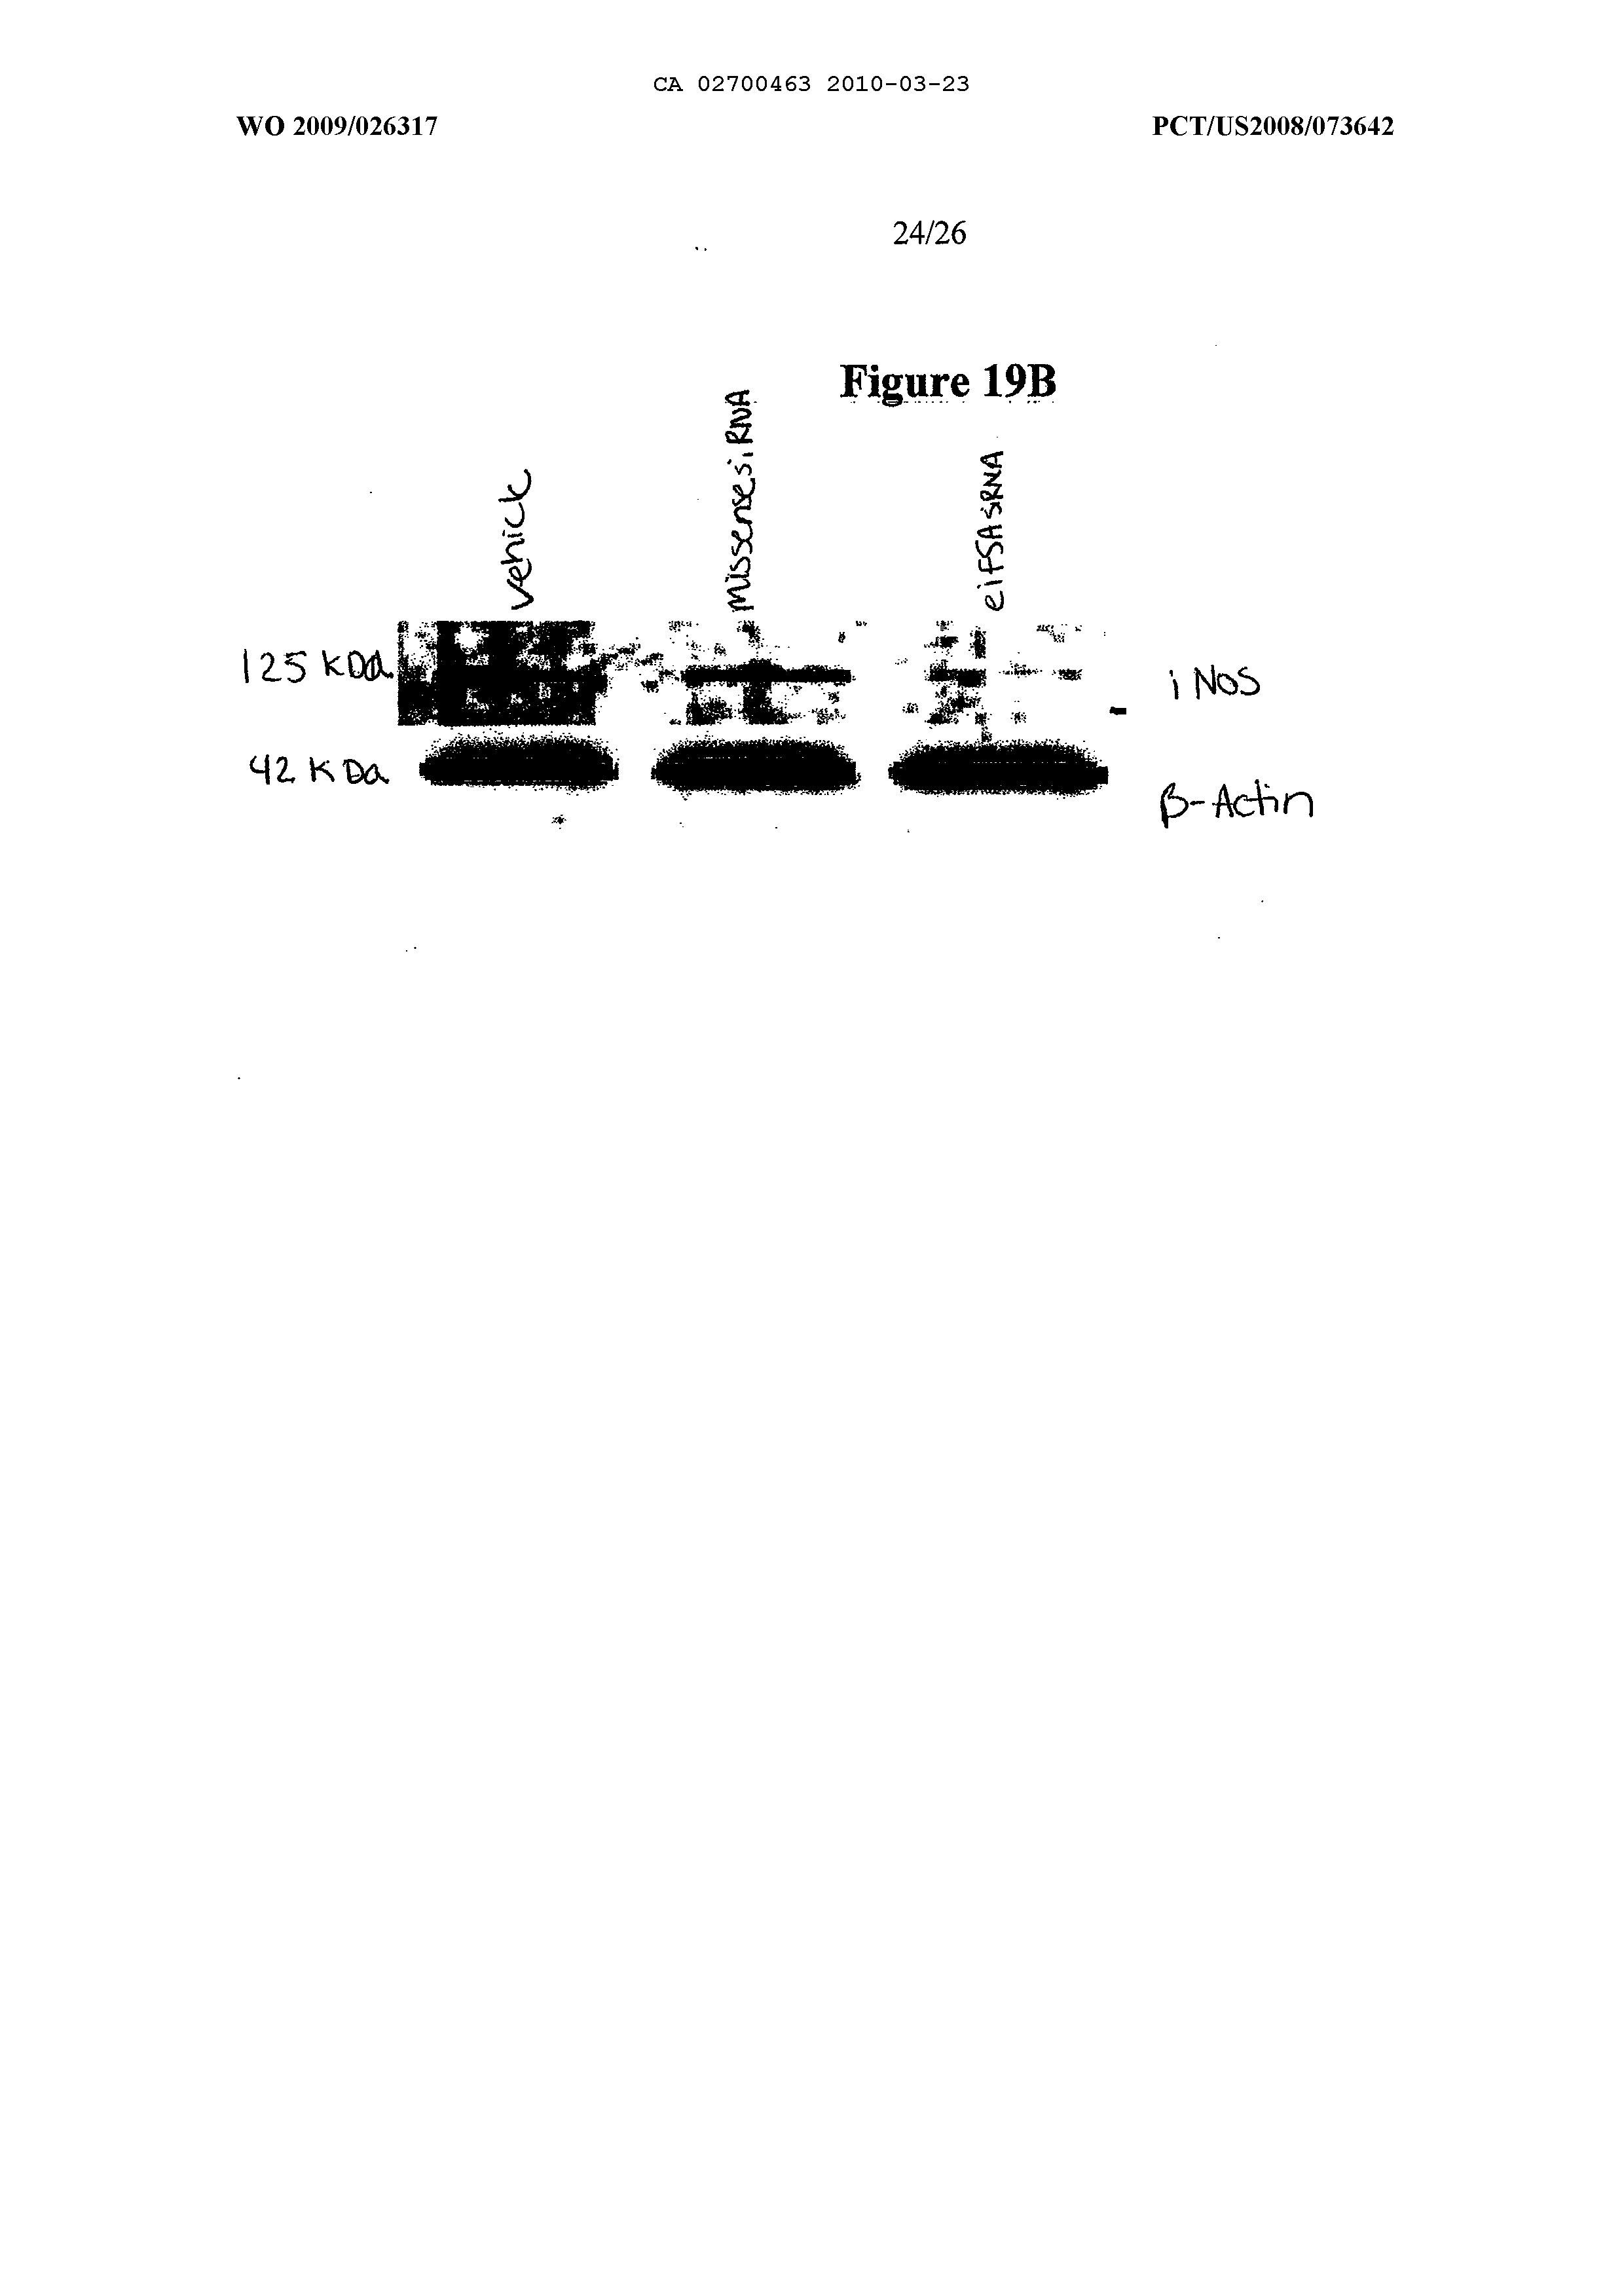 CA 02700463 2010-03-23
WO 2009/026317 PCT/US2008/073642
24/26
Figure 19B
vehicle
Missense siRNA
eiF5A siRNA
125 kDa
iNOS
42 KDa
β-Actin